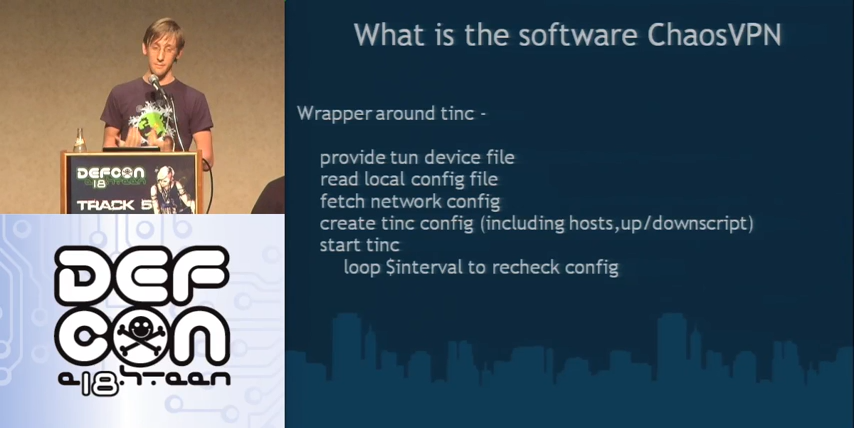 What is the software ChaosVPN
Wrapper around tinc -
provide tun device file
read local config file
fetch network config
create tinc config (including hosts,up/downscript)
start tinc
loop $interval to recheck config
DEFCON
18
TRACK 5
DEF
CON
18